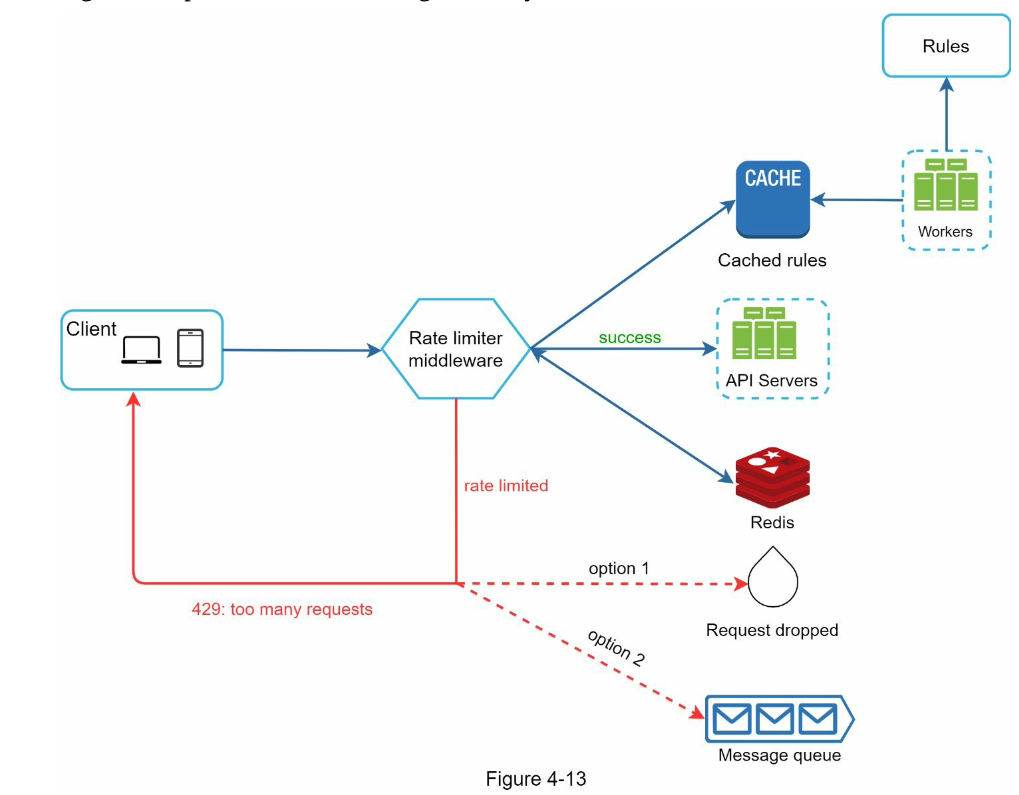 Rules
CACHE
Workers
Cached rules
Client
Rate limiter
middleware
success
API Servers
rate limited
Redis
option 1
429: too many requests
Request dropped
option 2
Message queue
Figure 4-13